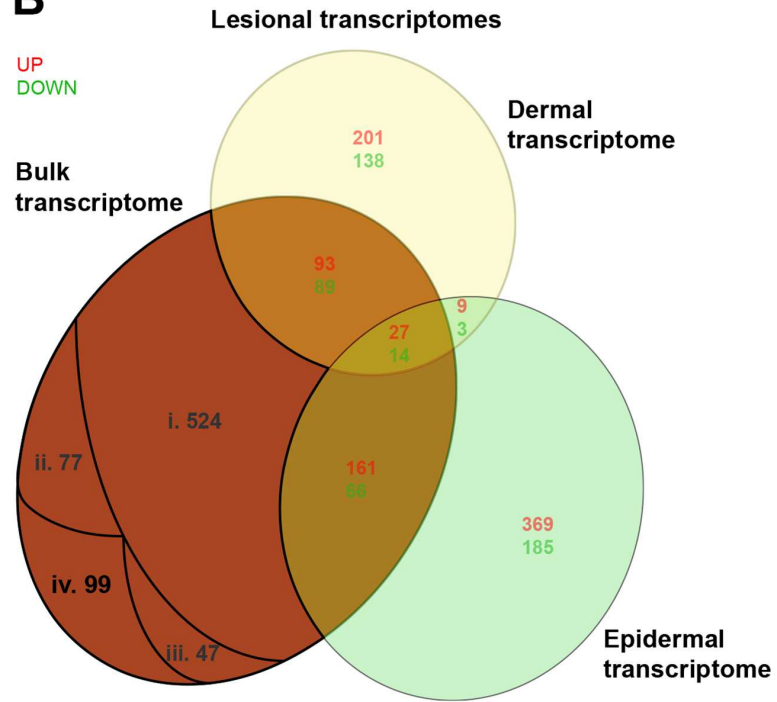 B
Lesional transcriptomes
UP
DOWN
Dermal
transcriptome
201
138
Bulk
transcriptome
93
89
9
3
27
14
i. 524
ii. 77
161
66
369
185
iv. 99
iii. 47
Epidermal
transcriptome